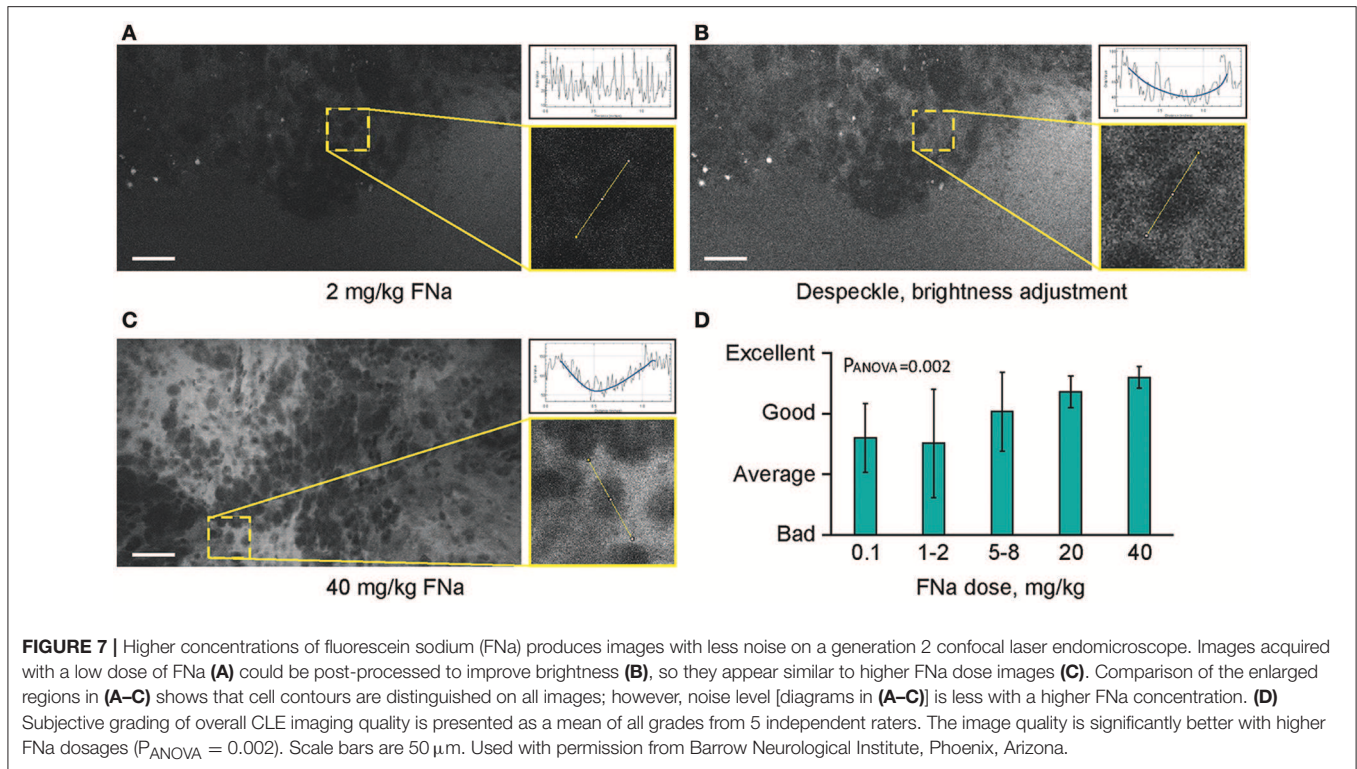 A
B
2 mg/kg FNa
Despeckle, brightness adjustment
C
D
40 mg/kg FNa
Excellent
Good
Average
Bad
PANOVA=0.002
0.1 1-2 5-8 20 40
FNa dose, mg/kg
FIGURE 7 | Higher concentrations of fluorescein sodium (FNa) produces images with less noise on a generation 2 confocal laser endomicroscope. Images acquired
with a low dose of FNa (A) could be post-processed to improve brightness (B), so they appear similar to higher FNa dose images (C). Comparison of the enlarged
regions in (A–C) shows that cell contours are distinguished on all images; however, noise level [diagrams in (A–C)] is less with a higher FNa concentration. (D)
Subjective grading of overall CLE imaging quality is presented as a mean of all grades from 5 independent raters. The image quality is significantly better with higher
FNa dosages (PANOVA = 0.002). Scale bars are 50 μm. Used with permission from Barrow Neurological Institute, Phoenix, Arizona.